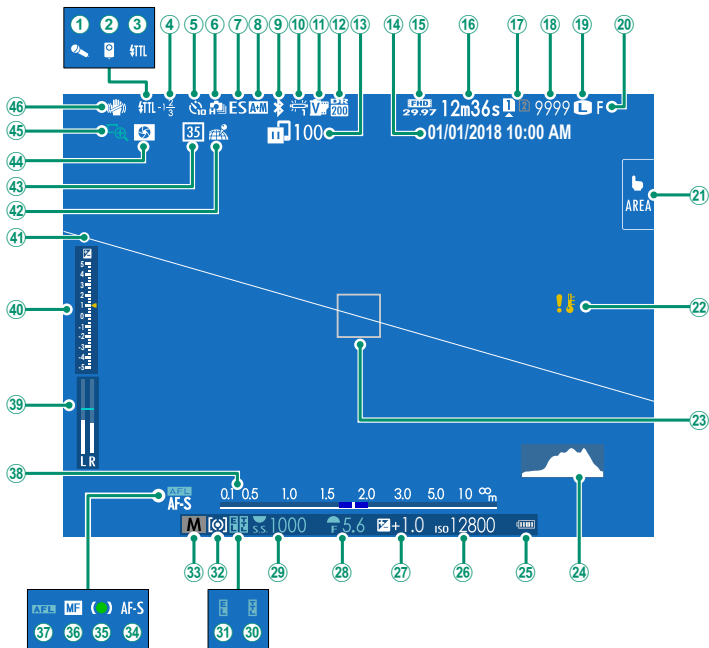 1 2 3 4 5 6 7 8 9 10 11 12 13 14 15 16 17 18 19 20
TTL
46 TTL -1 2/3 10 H ES A+M V DR 200 FHD 29.97 12m36s 1 2 9999 L F
45 35 100 01/01/2018 10:00 AM
44 43 42
21
AREA
41
5
4
3
2
1
0
-1
-2
-3
-4
-5
40
22
39
L R
23
38
0.1 0.5 1.0 1.5 2.0 3.0 5.0 10 ∞ m
AFL
AF-S
24
M EL TL S.S. 1000 F 5.6 +1.0 ISO 12800
33 32 29 28 27 26 25
AFL MF AF-S EL TL
37 36 35 34 31 30